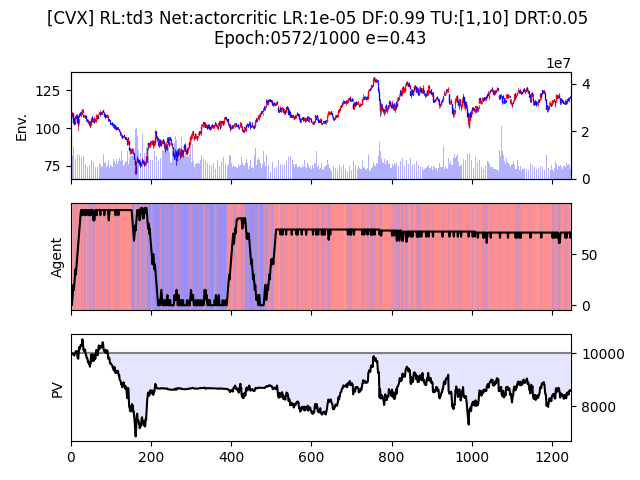 [CVX] RL:td3 Net:actorcritic LR:1e-05 DF:0.99 TU:[1,10] DRT:0.05
Epoch:0572/1000 e=0.43
1e7
125
100
75
Env.
4
2
0
Agent
50
0
PV
10000
8000
0 200 400 600 800 1000 1200